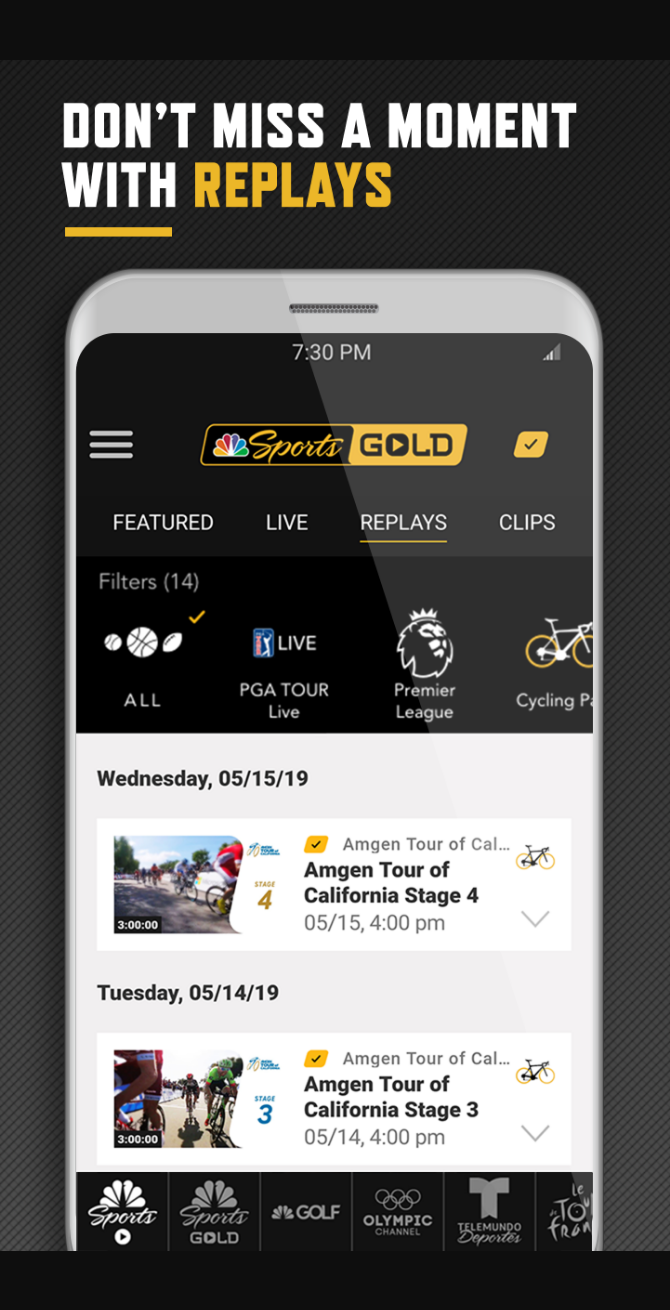 DON'T MISS A MOMENT
WITH REPLAYS
7:30 PM
Sports GOLD
FEATURED LIVE REPLAYS CLIPS
Filters (14)
LIVE
ALL
PGA TOUR
Live
Premier
League
Cycling Pa
Wednesday, 05/15/19
Amgen Tour of Cal...
Amgen Tour of
California Stage 4
05/15, 4:00 pm
STAGE
4
3:00:00
Tuesday, 05/14/19
Amgen Tour of Cal...
Amgen Tour of
California Stage 3
05/14, 4:00 pm
STAGE
3
3:00:00
Sports
Sports
GOLD
GOLF
OLYMPIC
CHANNEL
TELEMUNDO
Deportes
le
TOU
de
FRAN